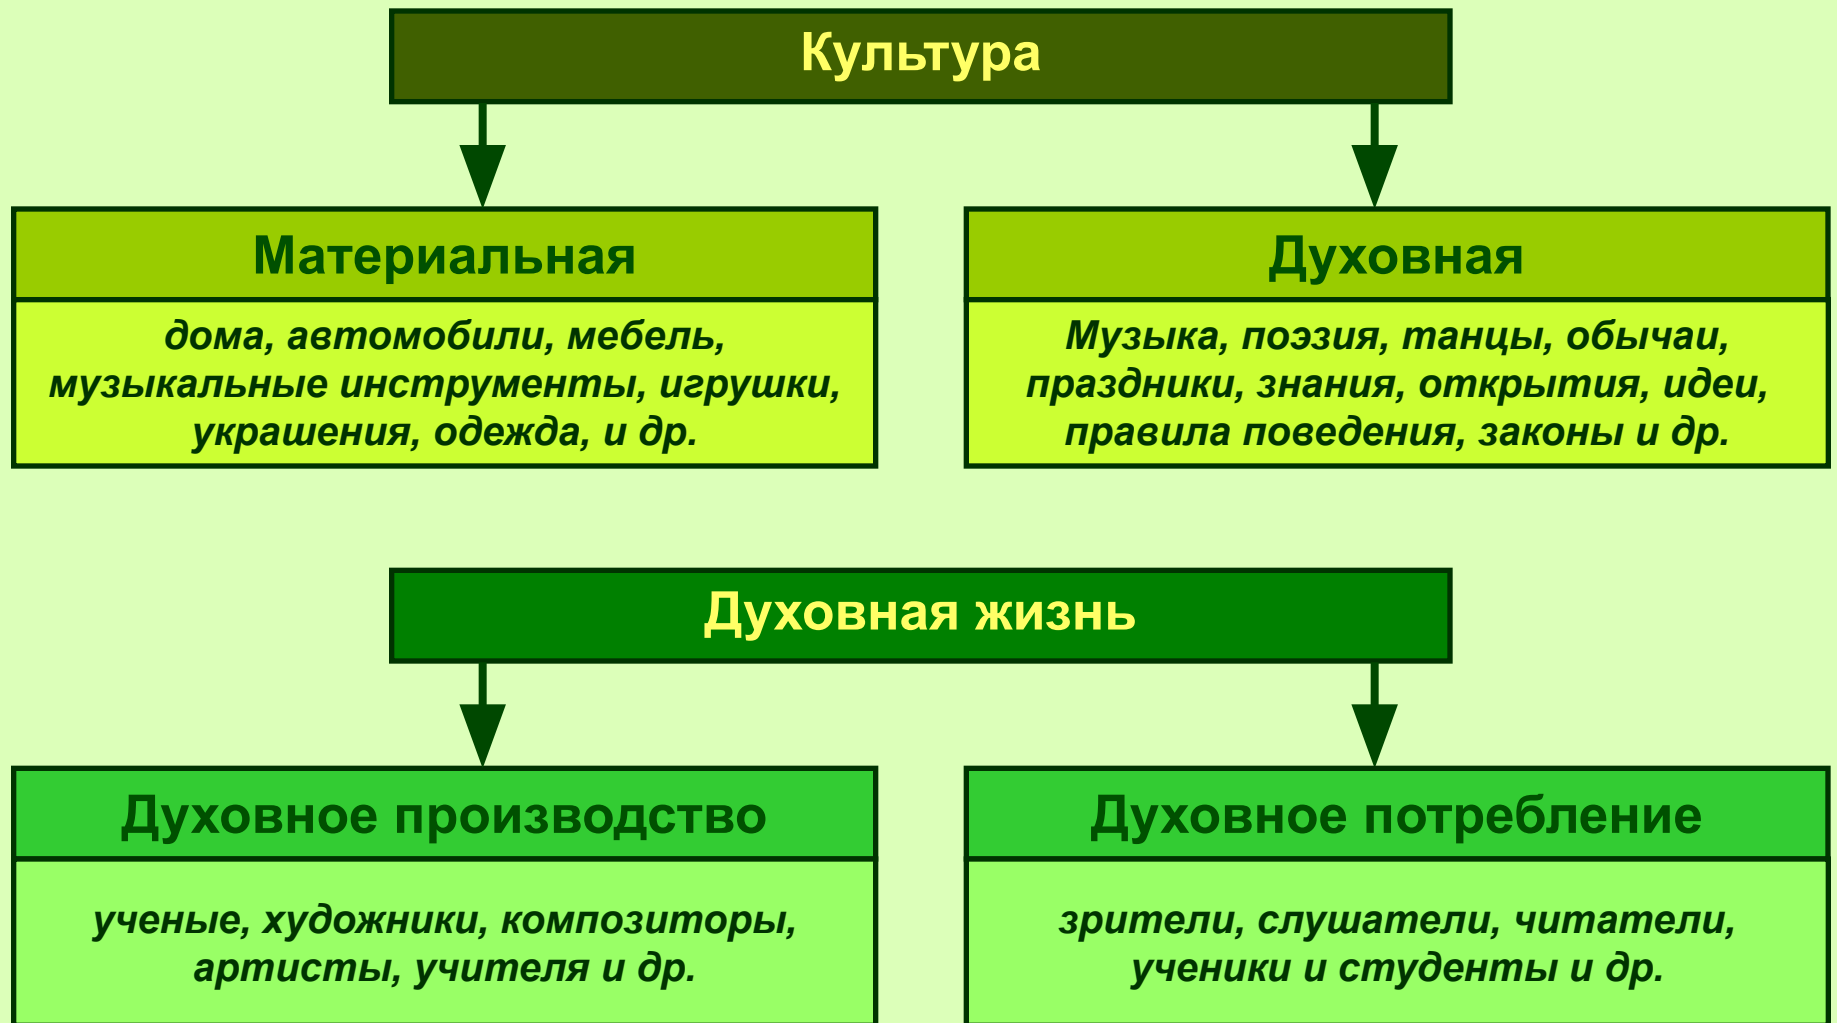 Культура
Материальная
дома, автомобили, мебель,
музыкальные инструменты, игрушки,
украшения, одежда, и др.
Духовная
Музыка, поэзия, танцы, обычаи,
праздники, знания, открытия, идеи,
правила поведения, законы и др.
Духовная жизнь
Духовное производство
ученые, художники, композиторы,
артисты, учителя и др.
Духовное потребление
зрители, слушатели, читатели,
ученики и студенты и др.